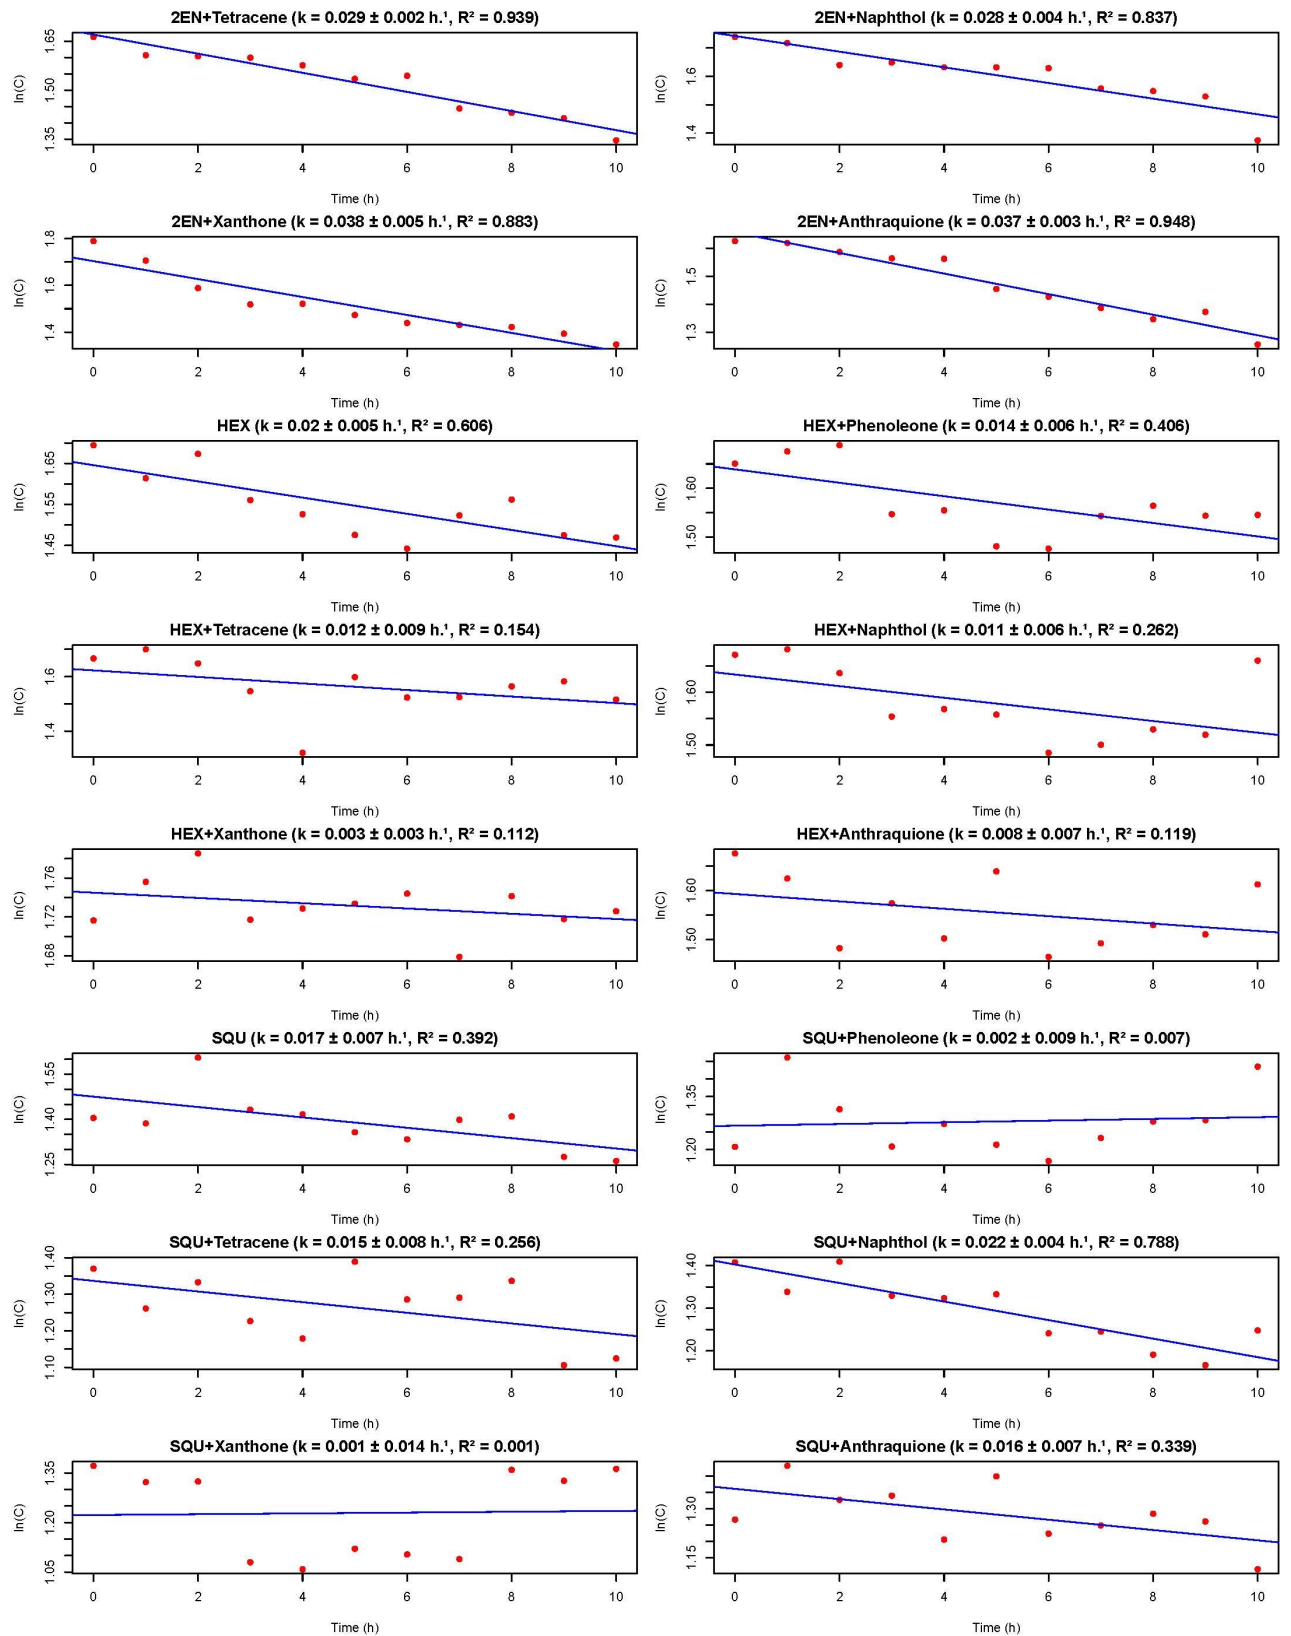 2EN+Tetracene (k = 0.029 ± 0.002 h.¹, R² = 0.939)
ln(C)
1.35 1.50 1.65
0 2 4 6 8 10
Time (h)
2EN+Naphthol (k = 0.028 ± 0.004 h.¹, R² = 0.837)
ln(C)
1.4 1.6
0 2 4 6 8 10
Time (h)
2EN+Xanthone (k = 0.038 ± 0.005 h.¹, R² = 0.883)
ln(C)
1.4 1.6 1.8
0 2 4 6 8 10
Time (h)
2EN+Anthraquione (k = 0.037 ± 0.003 h.¹, R² = 0.948)
ln(C)
1.3 1.5
0 2 4 6 8 10
Time (h)
HEX (k = 0.02 ± 0.005 h.¹, R² = 0.606)
ln(C)
1.45 1.55 1.65
0 2 4 6 8 10
Time (h)
HEX+Phenoleone (k = 0.014 ± 0.006 h.¹, R² = 0.406)
ln(C)
1.50 1.60
0 2 4 6 8 10
Time (h)
HEX+Tetracene (k = 0.012 ± 0.009 h.¹, R² = 0.154)
ln(C)
1.4 1.6
0 2 4 6 8 10
Time (h)
HEX+Naphthol (k = 0.011 ± 0.006 h.¹, R² = 0.262)
ln(C)
1.50 1.60
0 2 4 6 8 10
Time (h)
HEX+Xanthone (k = 0.003 ± 0.003 h.¹, R² = 0.112)
ln(C)
1.68 1.72 1.76
0 2 4 6 8 10
Time (h)
HEX+Anthraquione (k = 0.008 ± 0.007 h.¹, R² = 0.119)
ln(C)
1.50 1.60
0 2 4 6 8 10
Time (h)
SQU (k = 0.017 ± 0.007 h.¹, R² = 0.392)
ln(C)
1.25 1.40 1.55
0 2 4 6 8 10
Time (h)
SQU+Phenoleone (k = 0.002 ± 0.009 h.¹, R² = 0.007)
ln(C)
1.20 1.35
0 2 4 6 8 10
Time (h)
SQU+Tetracene (k = 0.015 ± 0.008 h.¹, R² = 0.256)
ln(C)
1.10 1.20 1.30 1.40
0 2 4 6 8 10
Time (h)
SQU+Naphthol (k = 0.022 ± 0.004 h.¹, R² = 0.788)
ln(C)
1.20 1.30 1.40
0 2 4 6 8 10
Time (h)
SQU+Xanthone (k = 0.001 ± 0.014 h.¹, R² = 0.001)
ln(C)
1.05 1.20 1.35
0 2 4 6 8 10
Time (h)
SQU+Anthraquione (k = 0.016 ± 0.007 h.¹, R² = 0.339)
ln(C)
1.15 1.30
0 2 4 6 8 10
Time (h)